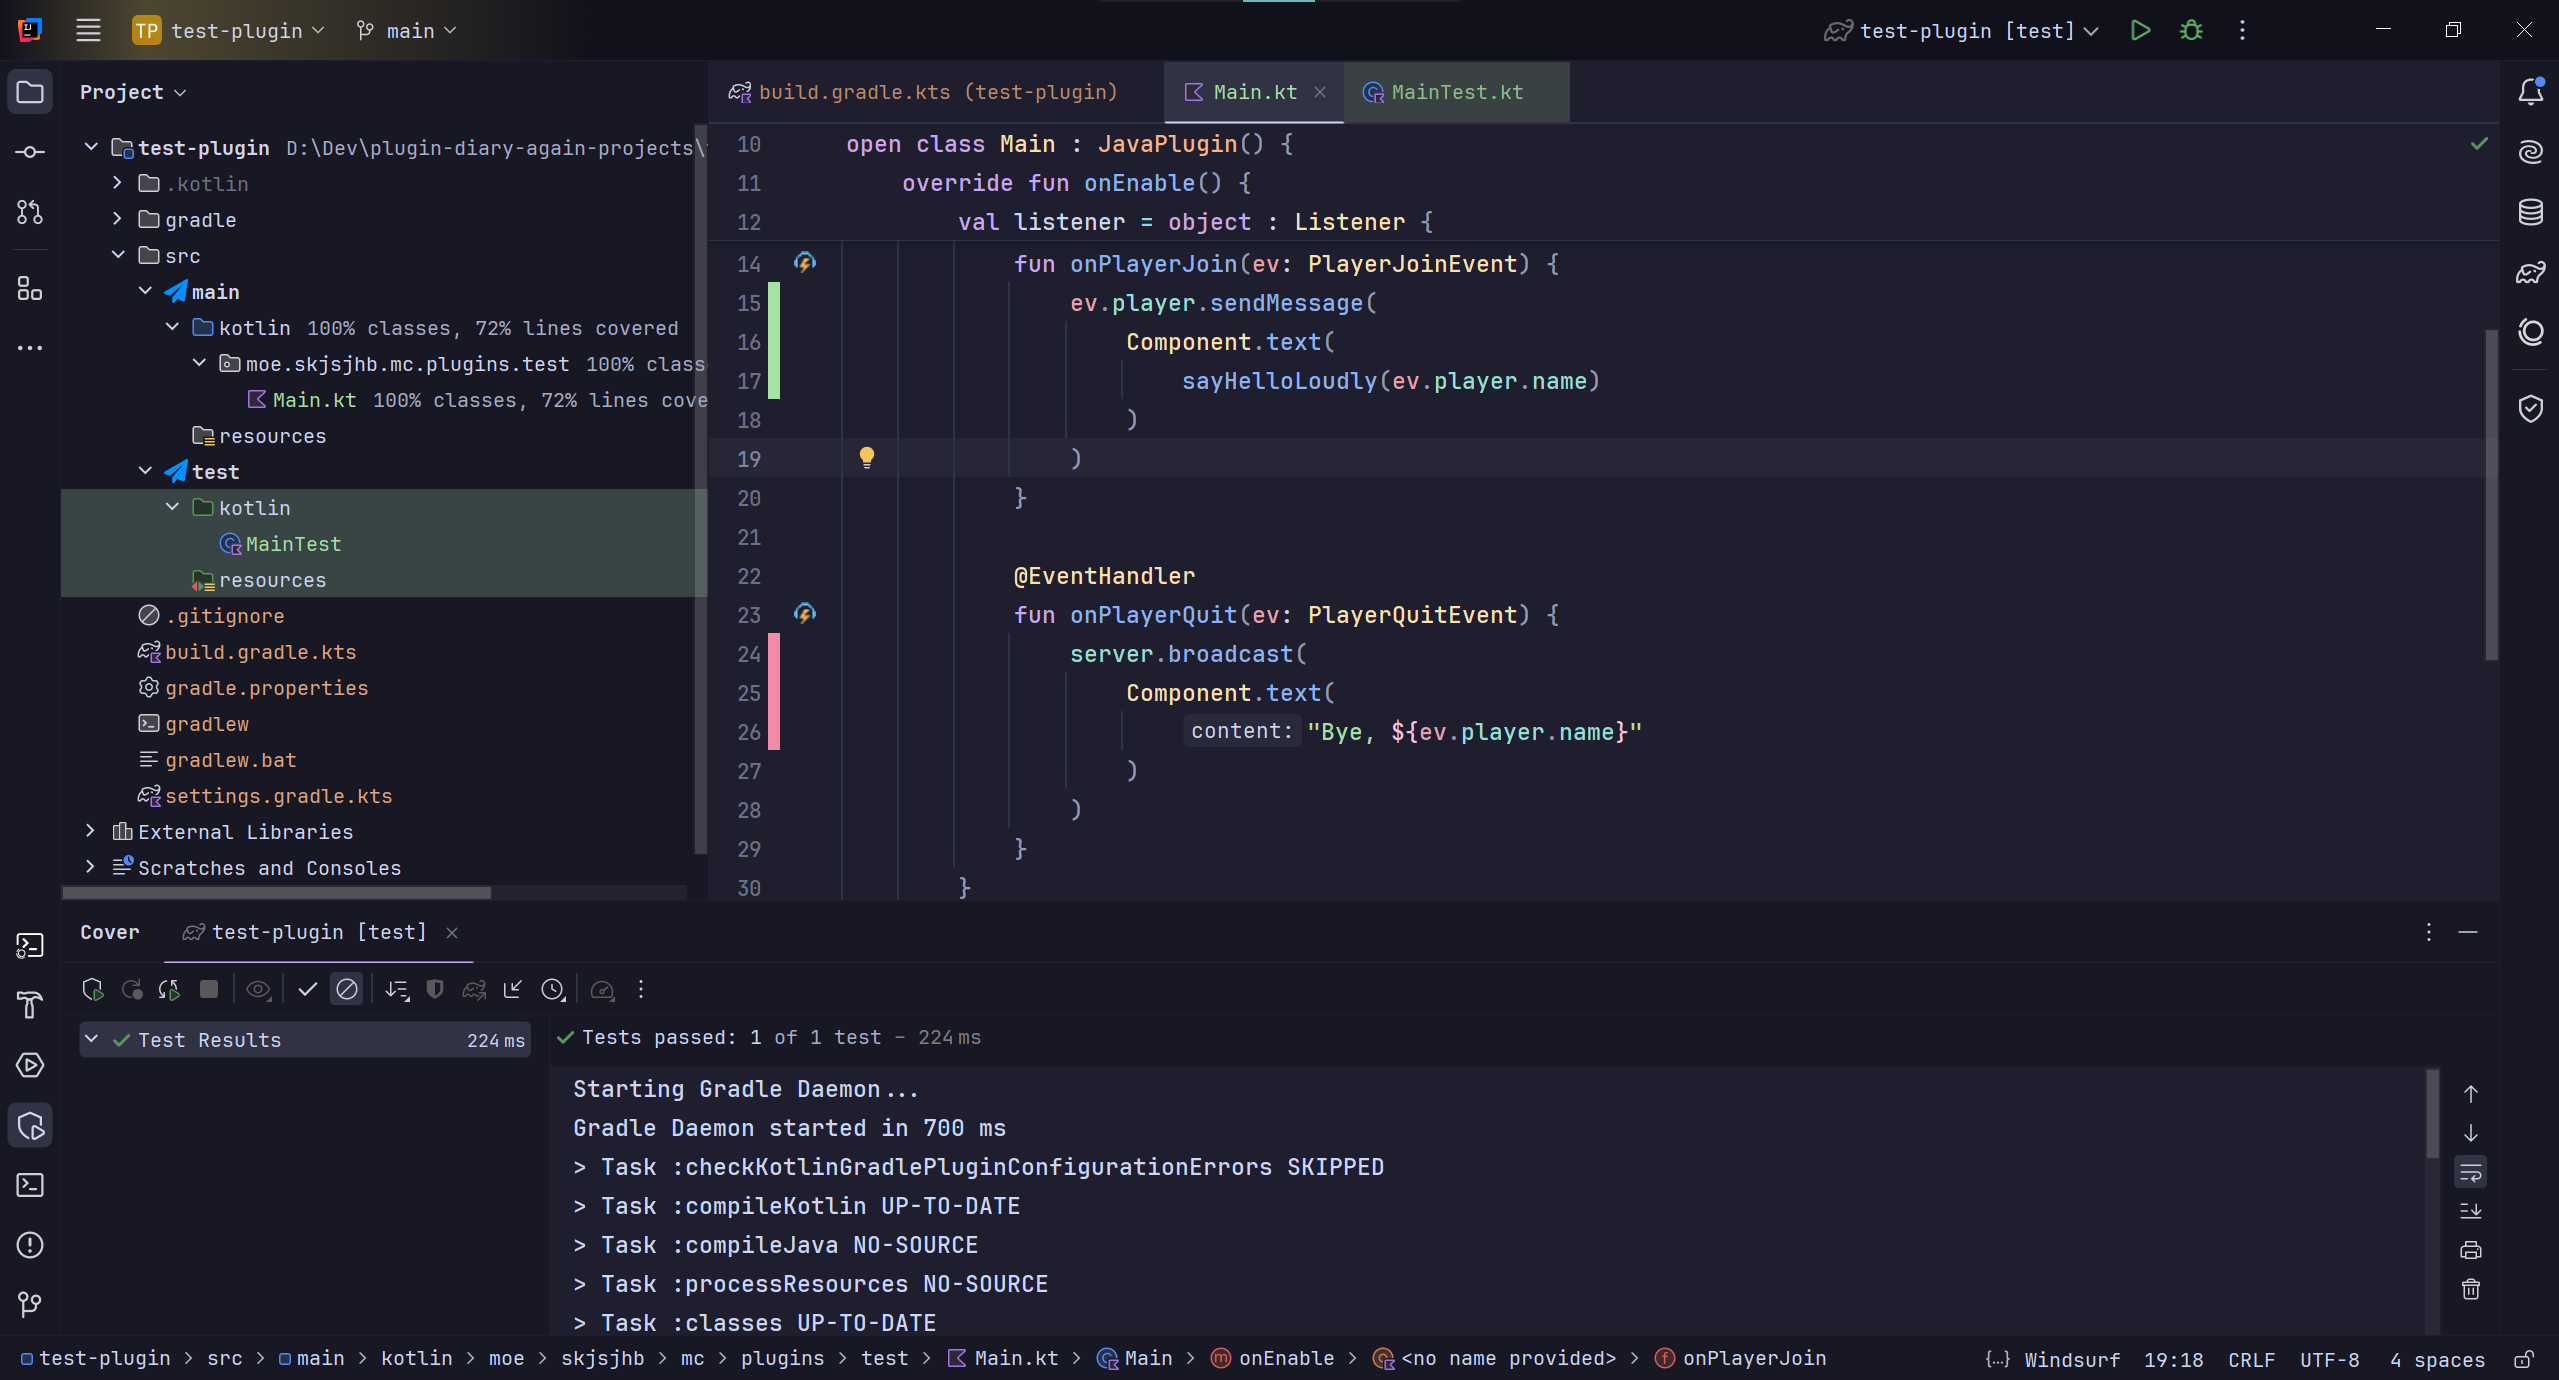 TP test-plugin main
test-plugin [test]
Project
test-plugin D:\Dev\plugin-diary-again-projects\
.kotlin
gradle
src
main
kotlin 100% classes, 72% lines covered
moe.skjsjhb.mc.plugins.test 100% class
Main.kt 100% classes, 72% lines cove
resources
test
kotlin
MainTest
resources
.gitignore
build.gradle.kts
gradle.properties
gradlew
gradlew.bat
settings.gradle.kts
External Libraries
Scratches and Consoles
build.gradle.kts (test-plugin) Main.kt MainTest.kt
10 open class Main : JavaPlugin() {
11 override fun onEnable() {
12 val listener = object : Listener {
14 fun onPlayerJoin(ev: PlayerJoinEvent) {
15 ev.player.sendMessage(
16 Component.text(
17 sayHelloLoudly(ev.player.name)
18 )
19 )
20 }
21
22 @EventHandler
23 fun onPlayerQuit(ev: PlayerQuitEvent) {
24 server.broadcast(
25 Component.text(
26 content: "Bye, ${ev.player.name}"
27 )
28 )
29 }
30 }
Cover test-plugin [test]
Test Results 224 ms
Tests passed: 1 of 1 test – 224 ms
Starting Gradle Daemon...
Gradle Daemon started in 700 ms
> Task :checkKotlinGradlePluginConfigurationErrors SKIPPED
> Task :compileKotlin UP-TO-DATE
> Task :compileJava NO-SOURCE
> Task :processResources NO-SOURCE
> Task :classes UP-TO-DATE
test-plugin > src > main > kotlin > moe > skjsjhb > mc > plugins > test > Main.kt > Main > onEnable > <no name provided> > onPlayerJoin
{...} Windsurf 19:18 CRLF UTF-8 4 spaces